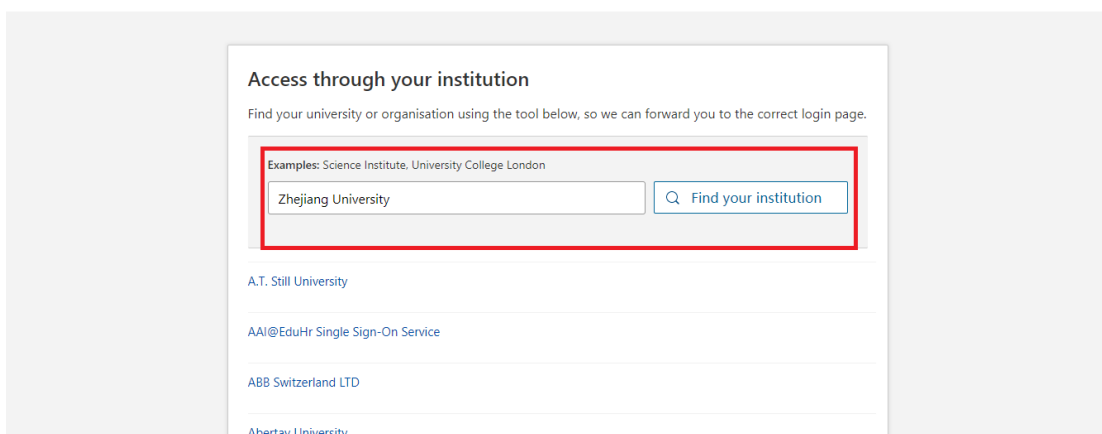 Access through your institution
Find your university or organisation using the tool below, so we can forward you to the correct login page.
Examples: Science Institute, University College London
Zhejiang University
Find your institution
A.T. Still University
AAI@EduHr Single Sign-On Service
ABB Switzerland LTD
Abertay University